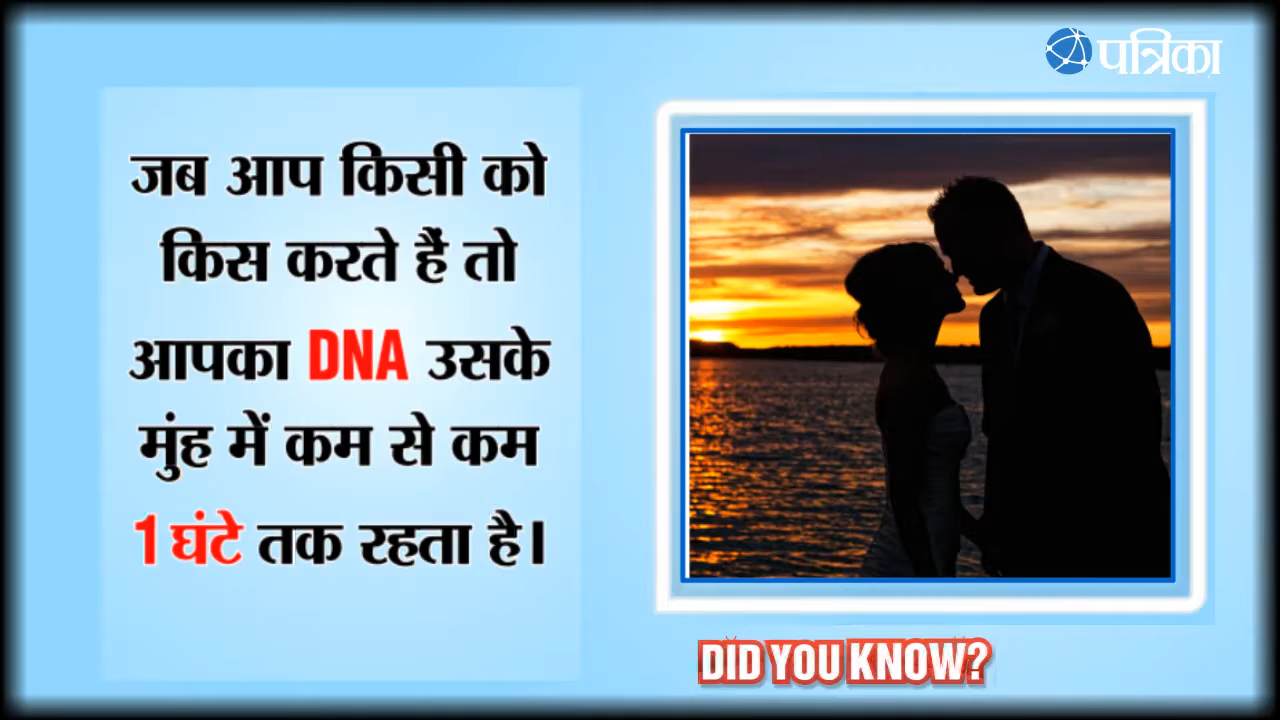 पत्रिका
जब आप किसी को
किस करते हैं तो
आपका DNA उसके
मुंह में कम से कम
1 घंटे तक रहता है।
DID YOU KNOW?